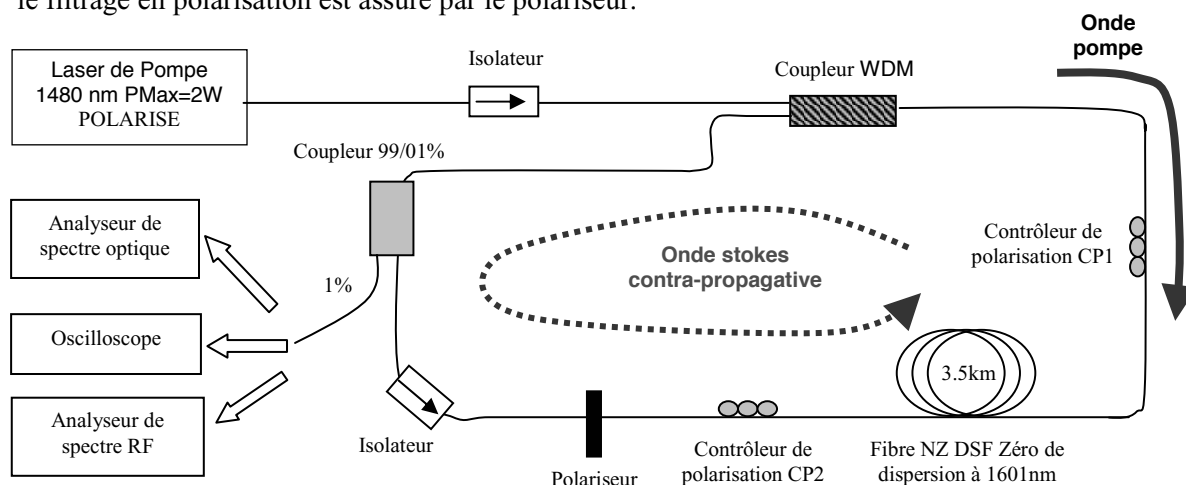 le filtrage en polarisation est assuré par le polariseur.
Onde
pompe
Isolateur
Coupleur WDM
Laser de Pompe
1480 nm PMax=2W
POLARISE
Coupleur 99/01%
Analyseur de
spectre optique
Contrôleur de
polarisation CP1
Onde stokes
contra-propagative
1%
Oscilloscope
3.5km
Analyseur de
spectre RF
Isolateur
Polariseur
Contrôleur de
polarisation CP2
Fibre NZ DSF Zéro de
dispersion à 1601nm